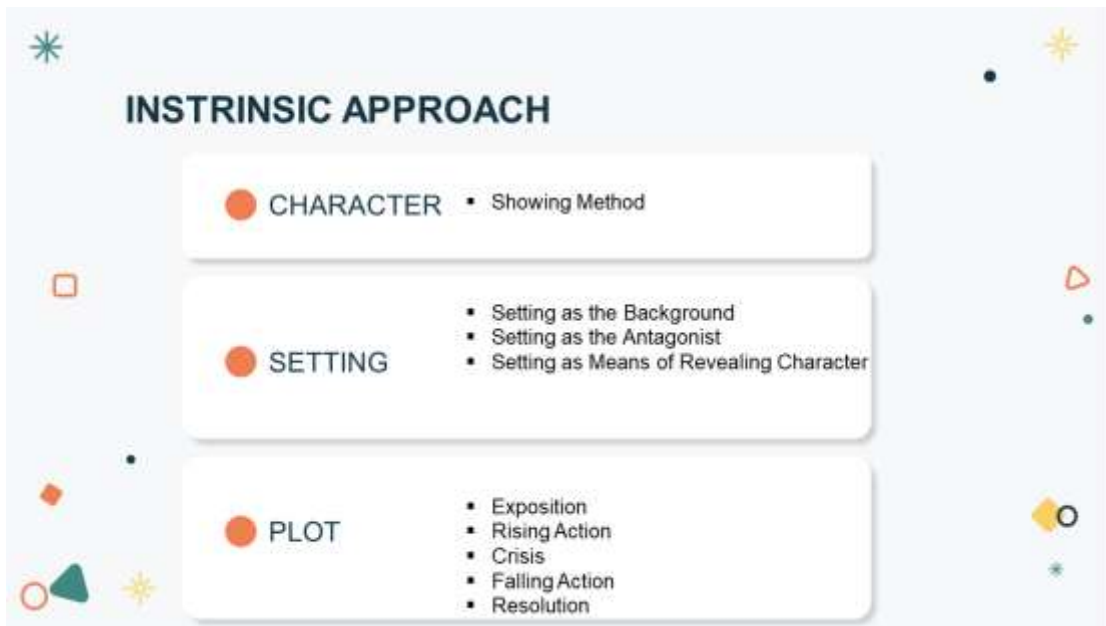 INSTRINSIC APPROACH
CHARACTER
▪ Showing Method
SETTING
▪ Setting as the Background
▪ Setting as the Antagonist
▪ Setting as Means of Revealing Character
PLOT
▪ Exposition
▪ Rising Action
▪ Crisis
▪ Falling Action
▪ Resolution